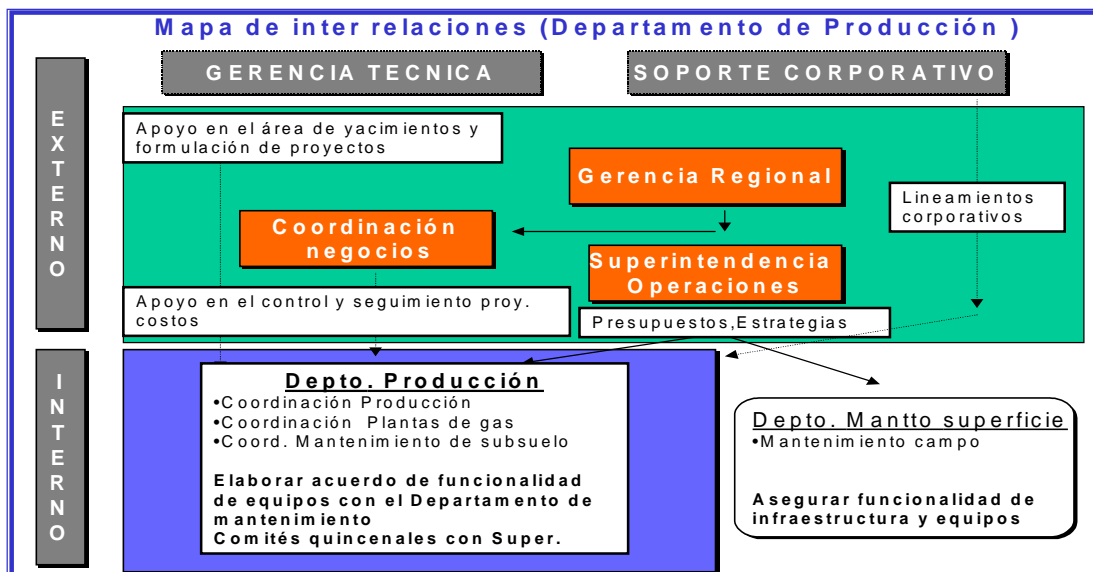 Mapa de inter relaciones (Departamento de Producción )
GERENCIA TECNICA
SOPORTE CORPORATIVO
EXTERNO
Apoyo en el área de yacimientos y
formulación de proyectos
Gerencia Regional
Lineamientos
corporativos
Coordinación
negocios
Superintendencia
Operaciones
Apoyo en el control y seguimiento proy.
costos
Presupuestos,Estrategias
INTERNO
Depto. Producción
•Coordinación Producción
•Coordinación Plantas de gas
•Coord. Mantenimiento de subsuelo
Elaborar acuerdo de funcionalidad
de equipos con el Departamento de
mantenimiento
Comités quincenales con Super.
Depto. Mantto superficie
•Mantenimiento campo
Asegurar funcionalidad de
infraestructura y equipos